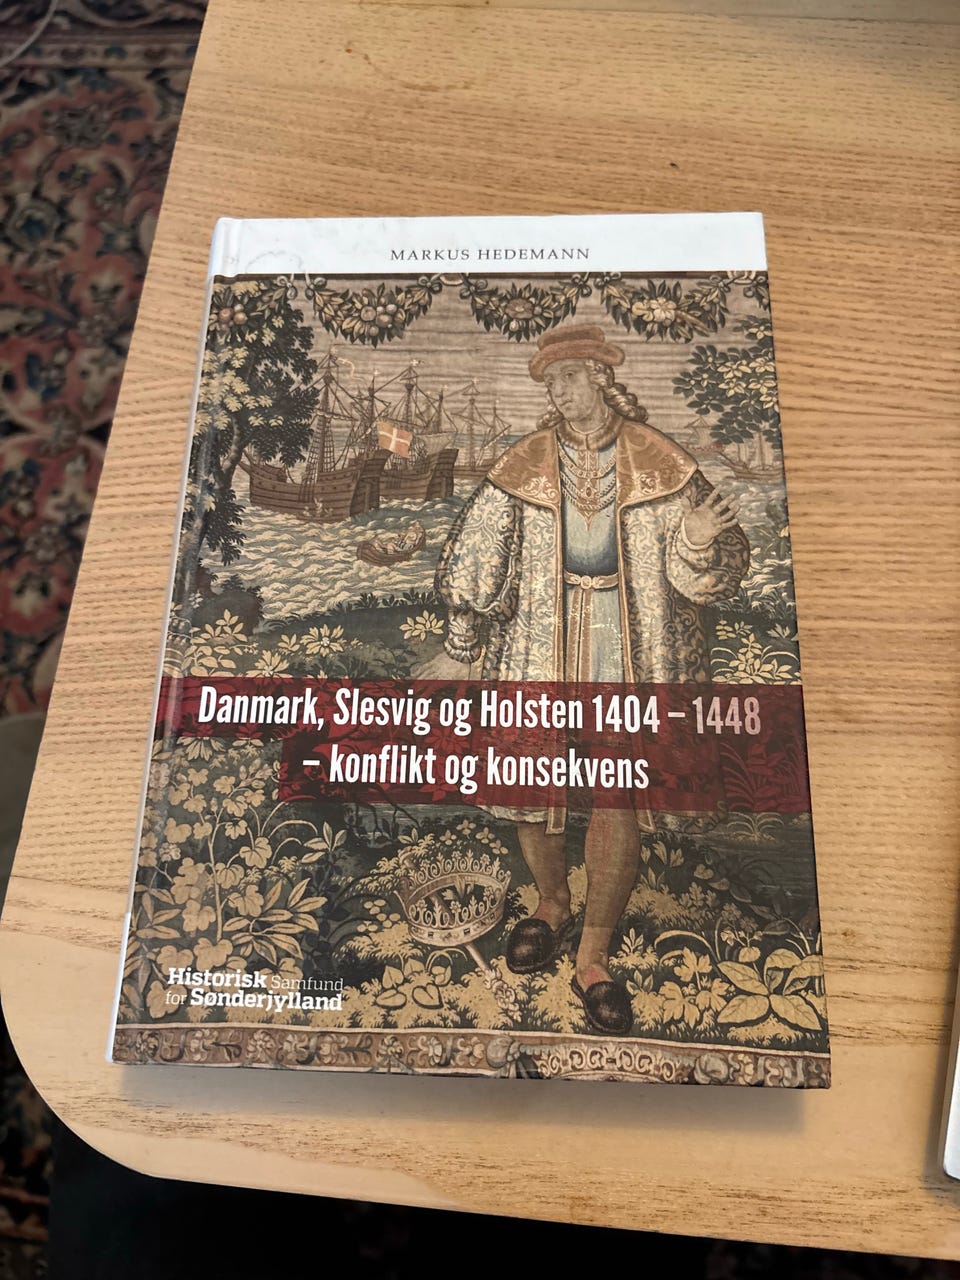 MARKUS HEDEMANN
Danmark, Slesvig og Holsten 1404 – 1448
– konflikt og konsekvens
Historisk Samfund
for Sønderjylland